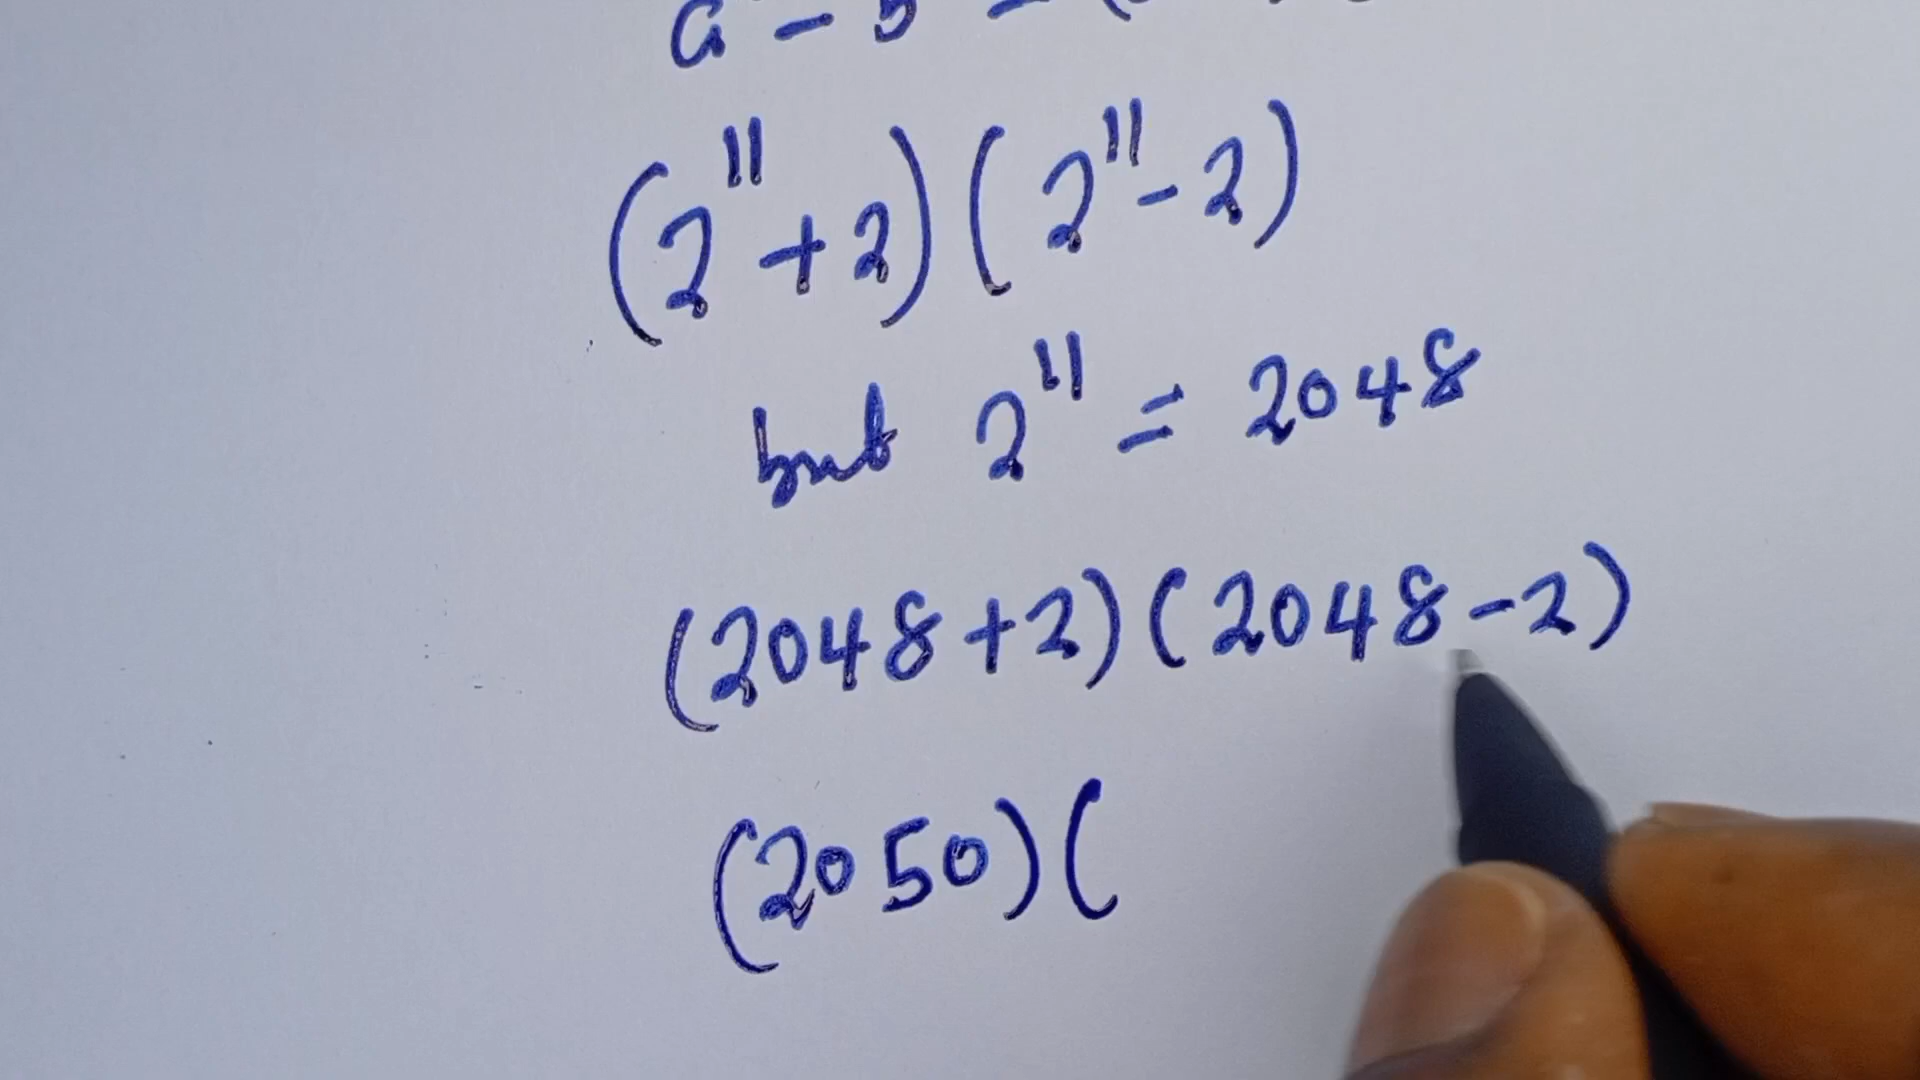 a - b = (
(2¹¹ + 2)(2¹¹ - 2)
but 2¹¹ = 2048
(2048 + 2)(2048 - 2)
(2050)(